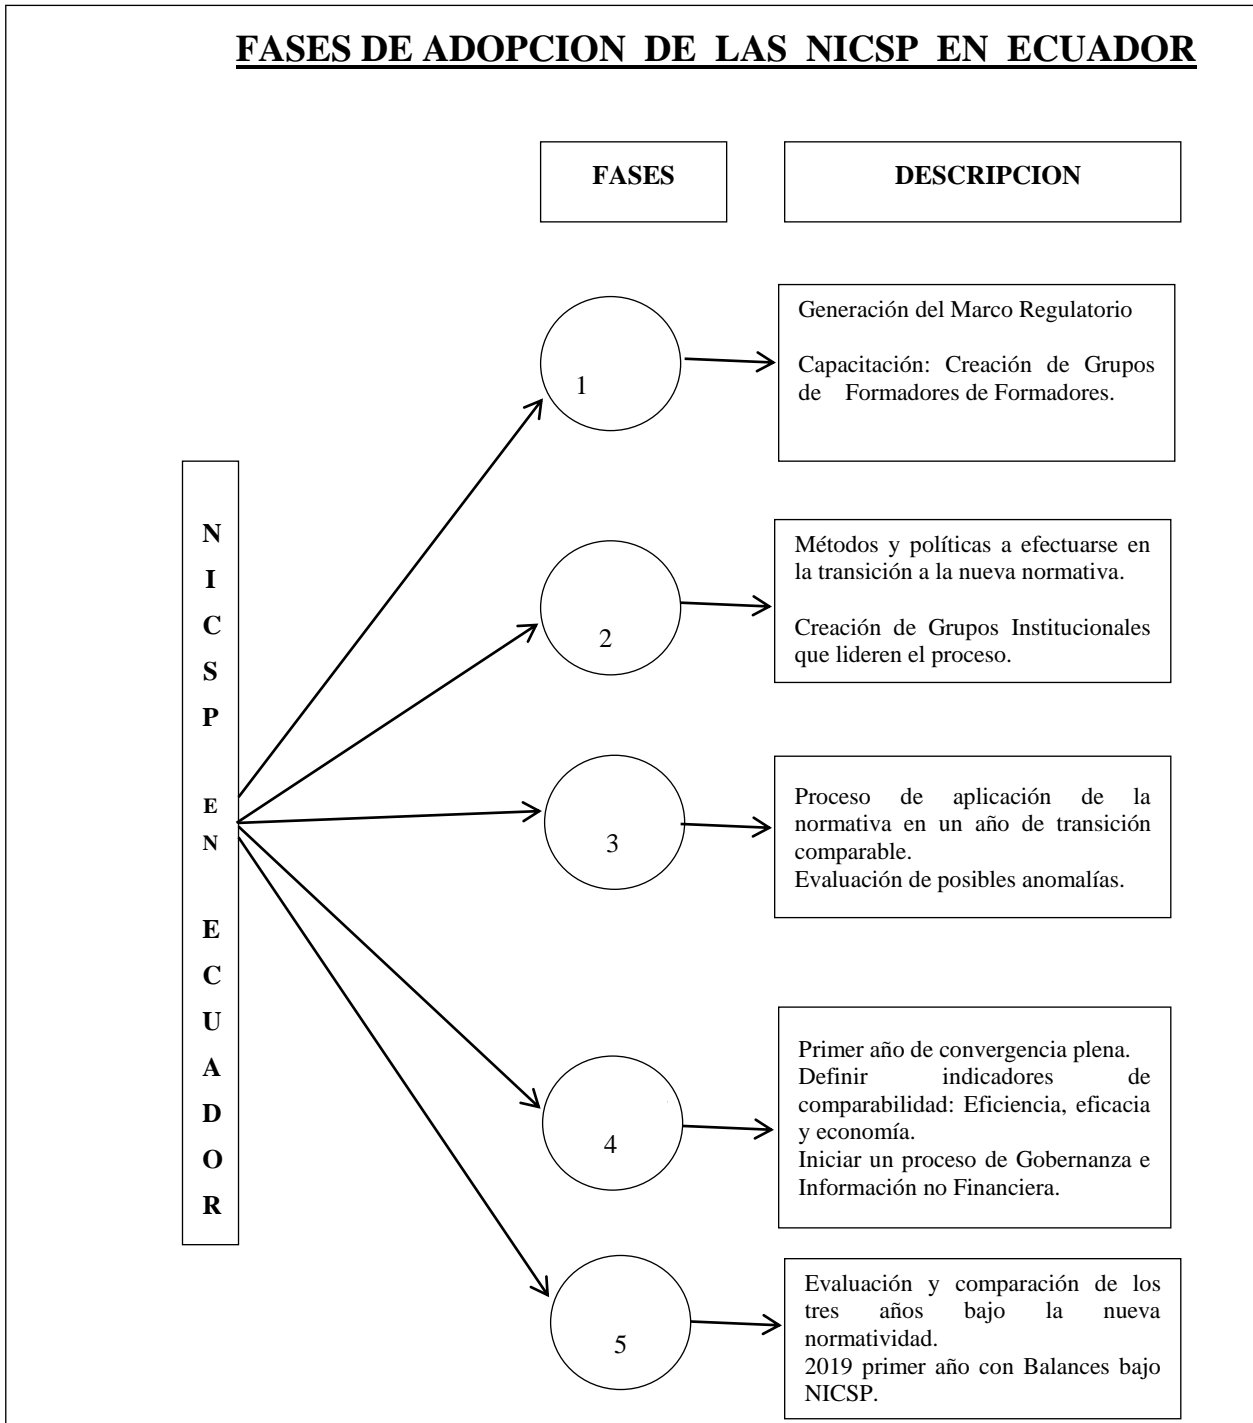 FASES DE ADOPCION DE LAS NICSP EN ECUADOR
FASES
DESCRIPCION
N
I
C
S
P
E
N
E
C
U
A
D
O
R
1
Generación del Marco Regulatorio
Capacitación: Creación de Grupos
de Formadores de Formadores.
2
Métodos y políticas a efectuarse en
la transición a la nueva normativa.
Creación de Grupos Institucionales
que lideren el proceso.
3
Proceso de aplicación de la
normativa en un año de transición
comparable.
Evaluación de posibles anomalías.
4
Primer año de convergencia plena.
Definir indicadores de
comparabilidad: Eficiencia, eficacia
y economía.
Iniciar un proceso de Gobernanza e
Información no Financiera.
5
Evaluación y comparación de los
tres años bajo la nueva
normatividad.
2019 primer año con Balances bajo
NICSP.